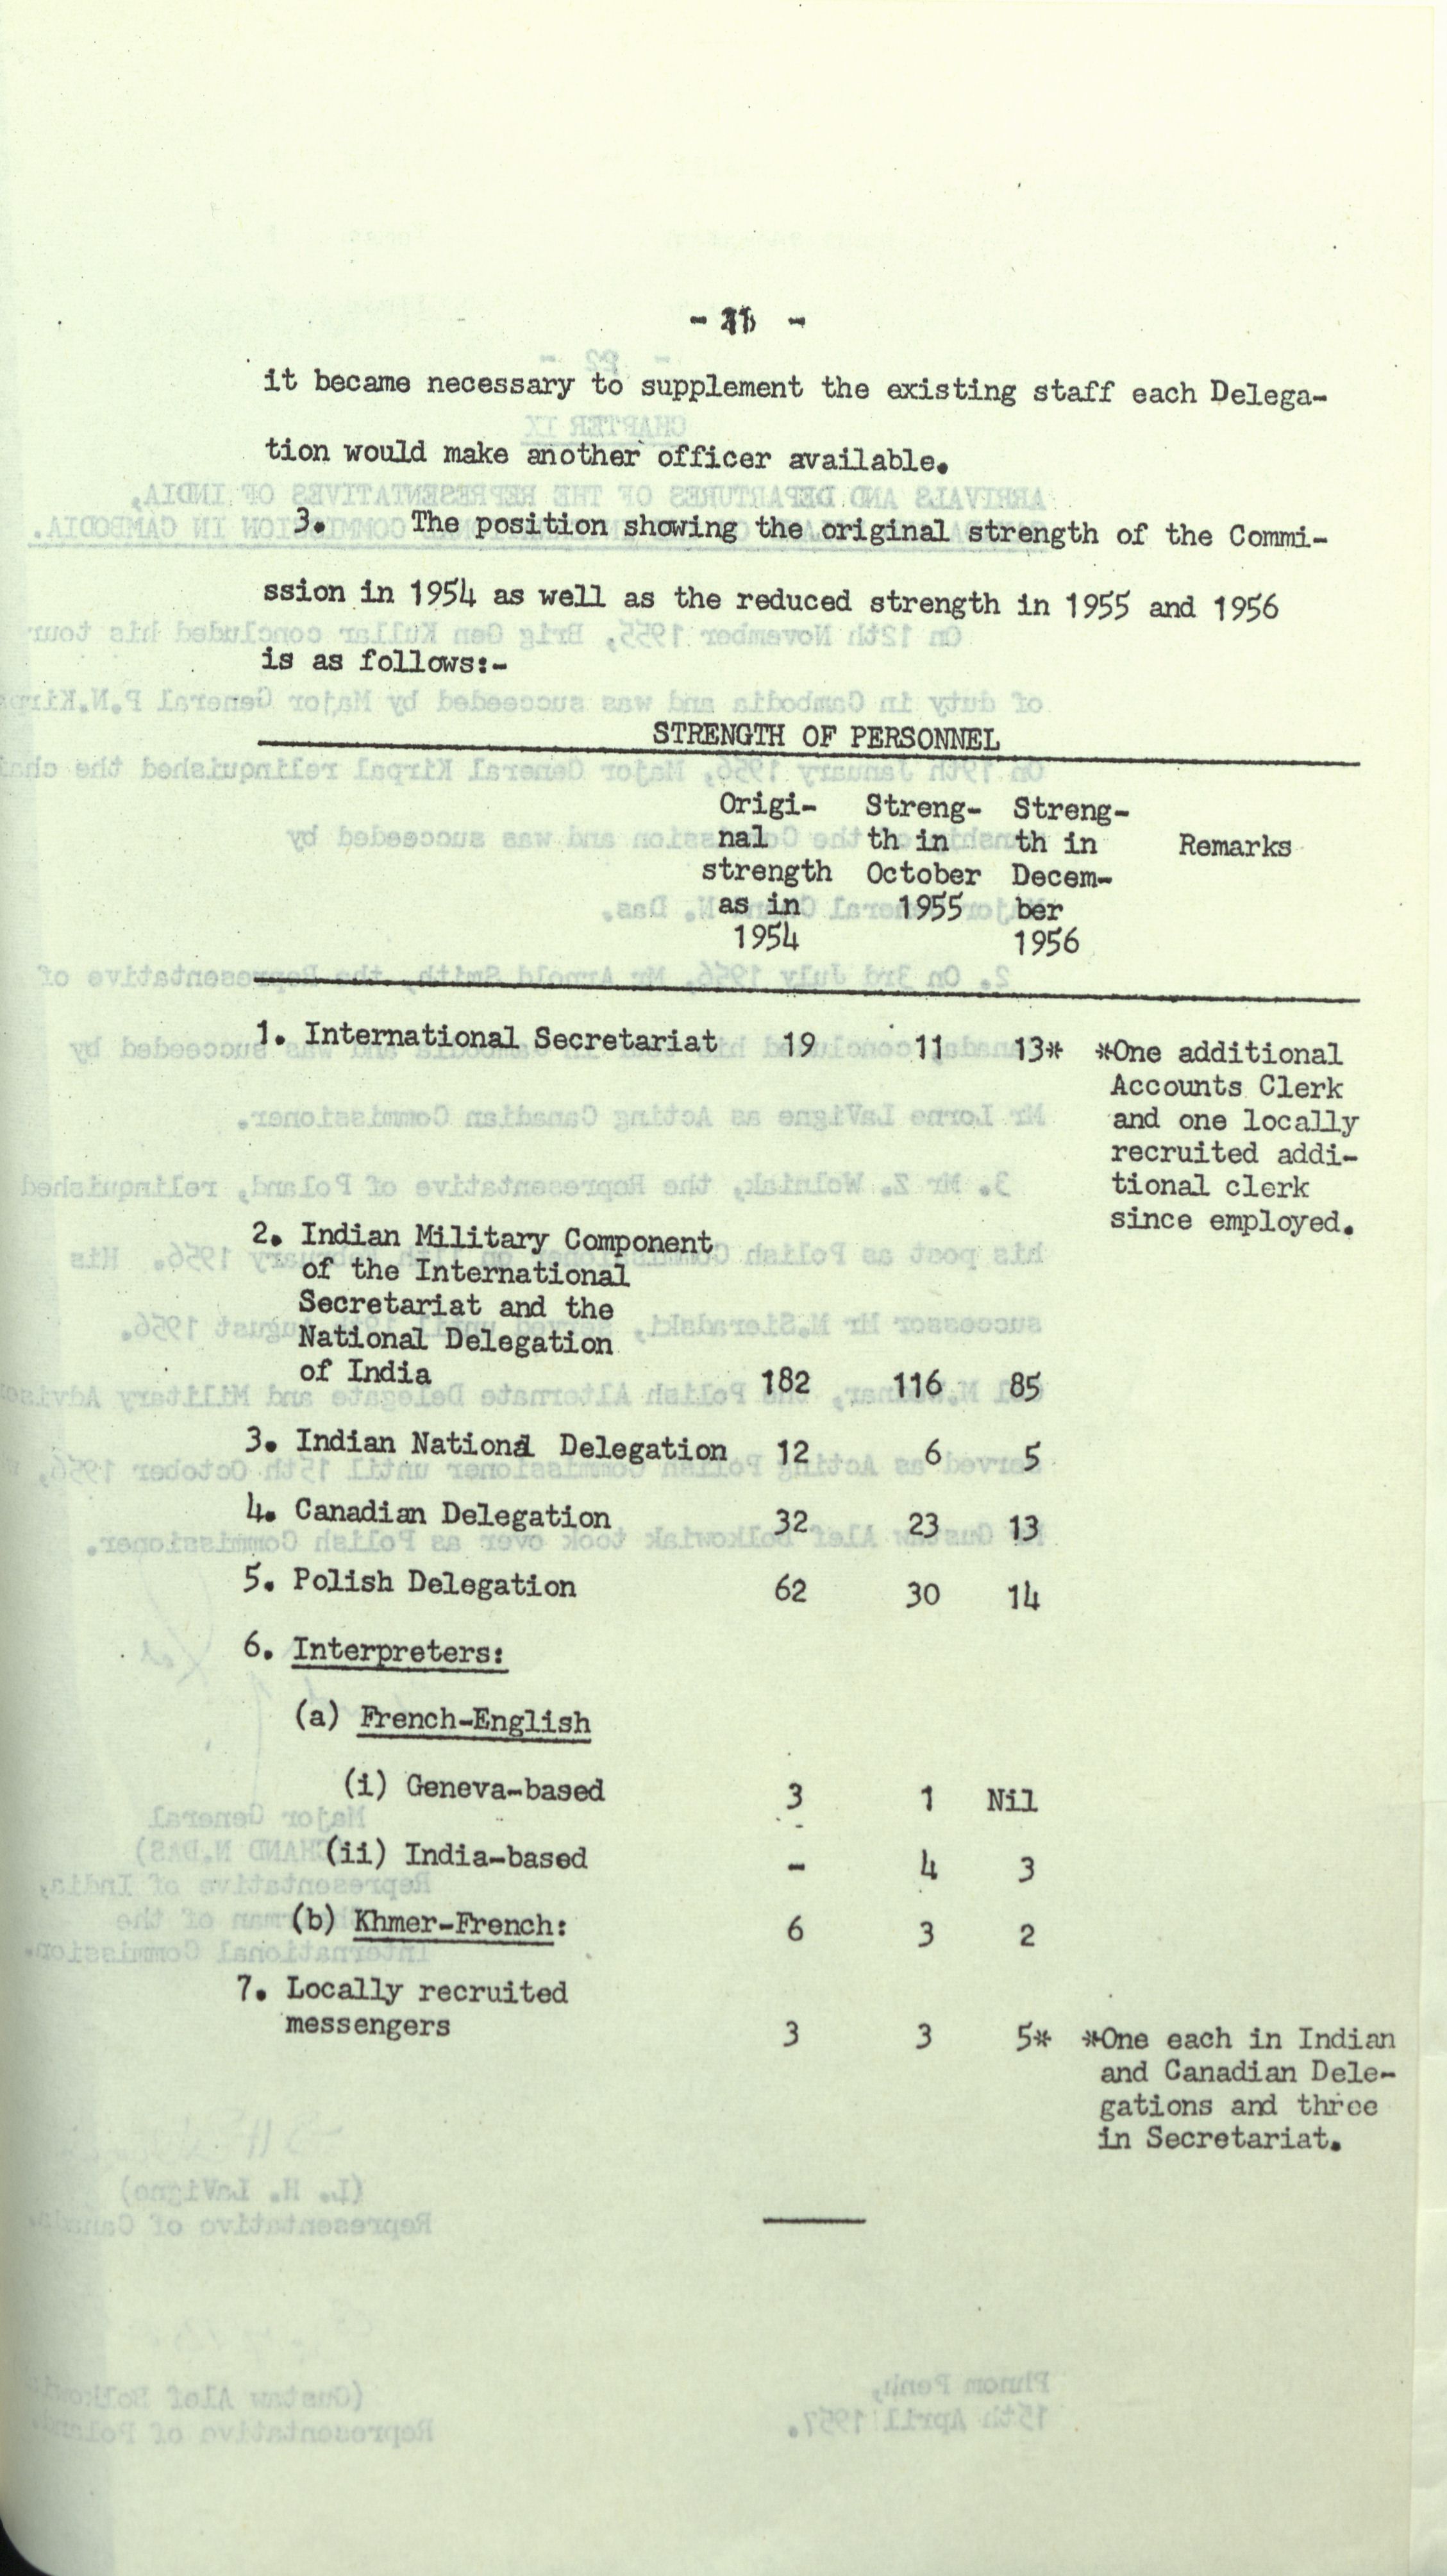 it became necessary to supplement the existing staff each Delega-
tion would make another officer available.
3. The position showing the original strength of the Commi-
ssion in 1954 as well as the reduced strength in 1955 and 1956
is as follows:-
STRENGTH OF PERSONNEL
Origi- Streng- Streng-
nal th in th in Remarks
strength October Decem-
as in 1955 ber
1954 1956
1. International Secretariat 19 11 13* *One additional
Accounts Clerk
and one locally
recruited addi-
tional clerk
since employed.
2. Indian Military Component
of the International
Secretariat and the
National Delegation
of India 182 116 85
3. Indian National Delegation 12 6 5
4. Canadian Delegation 32 23 13
5. Polish Delegation 62 30 14
6. Interpreters:
(a) French-English
(i) Geneva-based 3 1 Nil
(ii) India-based - 4 3
(b) Khmer-French: 6 3 2
7. Locally recruited
messengers 3 3 5* *One each in Indian
and Canadian Dele-
gations and three
in Secretariat.